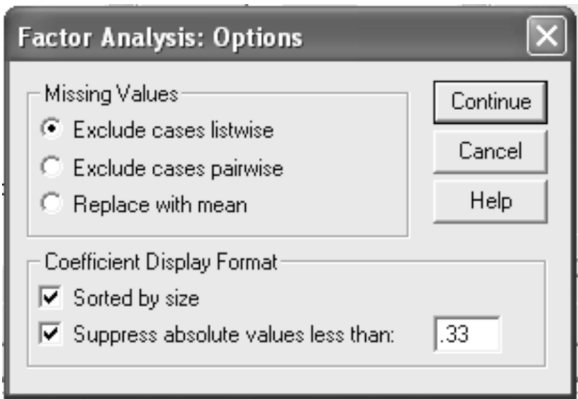 Factor Analysis: Options
Missing Values
Exclude cases listwise
Exclude cases pairwise
Replace with mean
Continue
Cancel
Help
Coefficient Display Format
Sorted by size
Suppress absolute values less than: .33